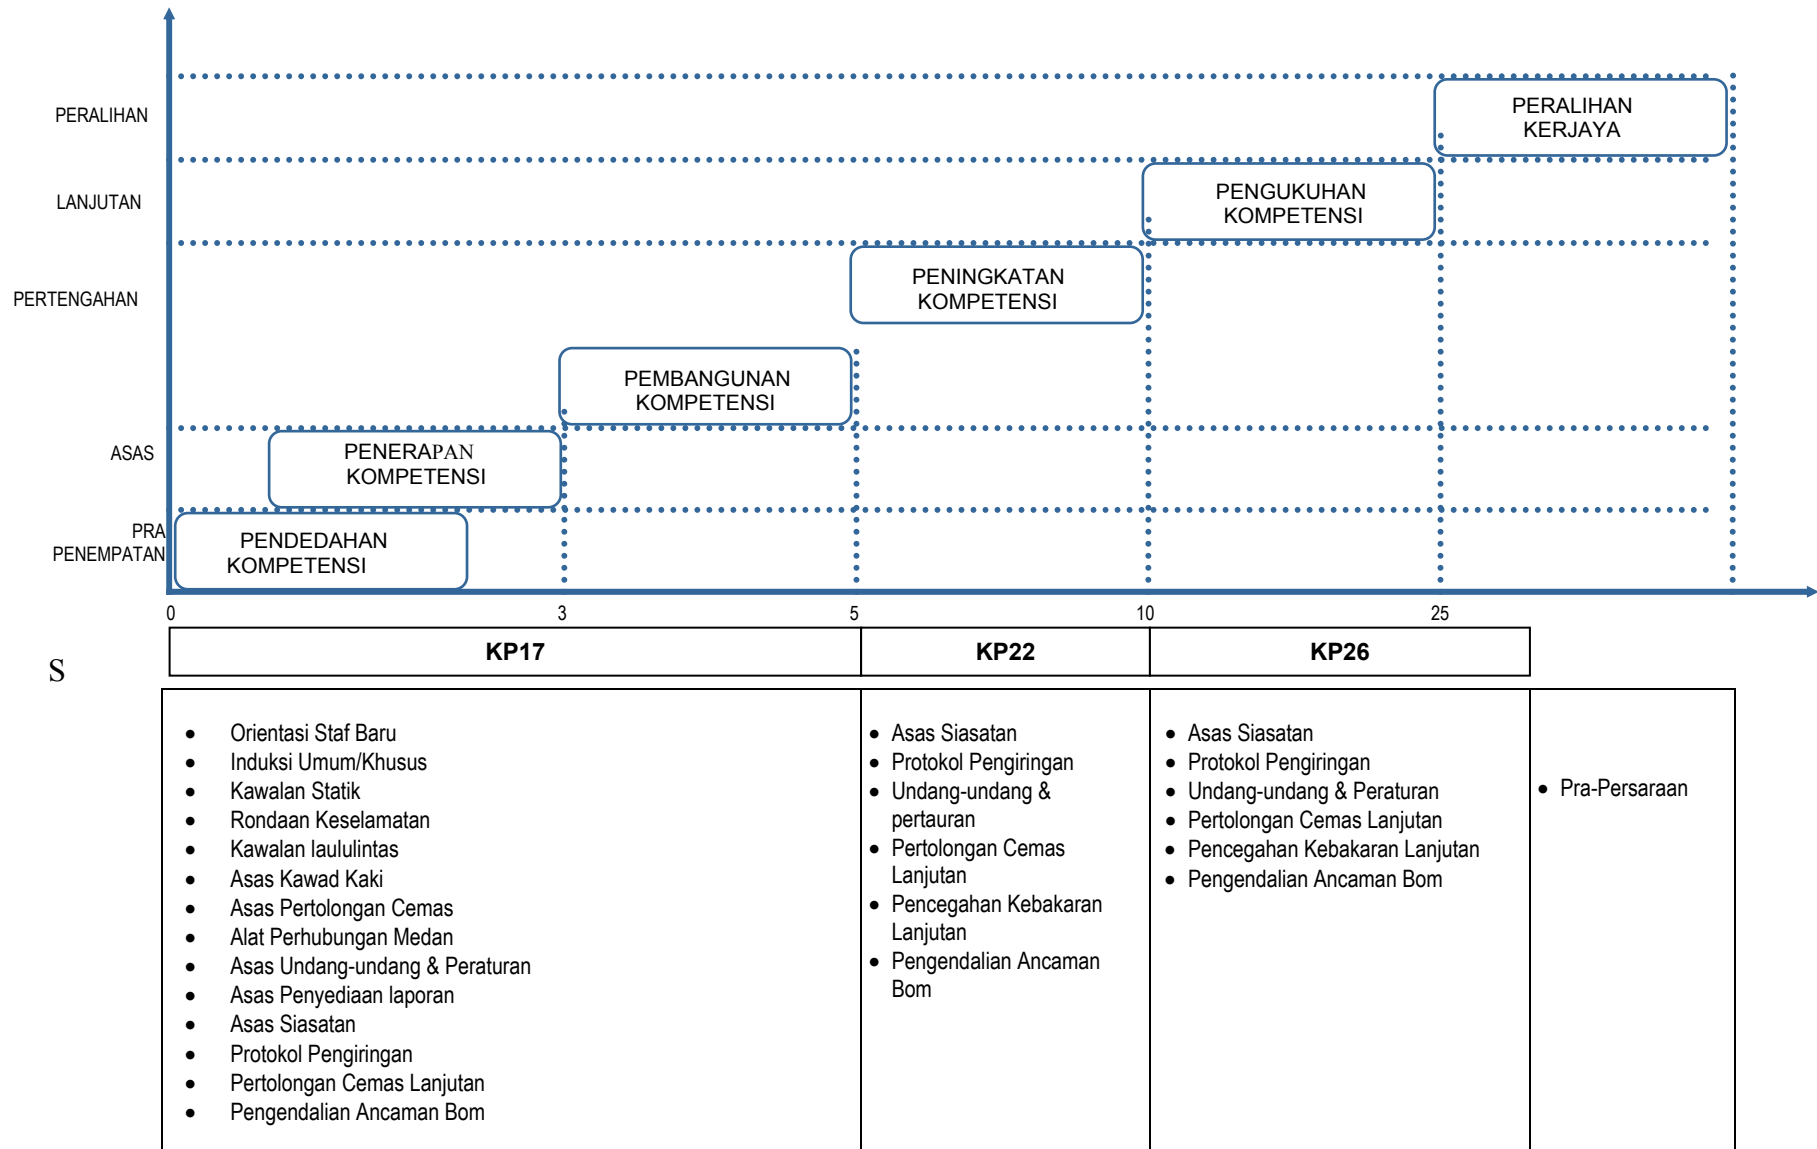 PERALIHAN
PERALIHAN
KERJAYA
LANJUTAN
PENGUKUHAN
KOMPETENSI
PERTENGAHAN
PENINGKATAN
KOMPETENSI
PEMBANGUNAN
KOMPETENSI
ASAS
PENERAPAN
KOMPETENSI
PRA
PENEMPATAN
PENDEDAHAN
KOMPETENSI
0 3 5 10 25
KP17 KP22 KP26
S
• Orientasi Staf Baru
• Induksi Umum/Khusus
• Kawalan Statik
• Rondaan Keselamatan
• Kawalan laululintas
• Asas Kawad Kaki
• Asas Pertolongan Cemas
• Alat Perhubungan Medan
• Asas Undang-undang & Peraturan
• Asas Penyediaan laporan
• Asas Siasatan
• Protokol Pengiringan
• Pertolongan Cemas Lanjutan
• Pengendalian Ancaman Bom
• Asas Siasatan
• Protokol Pengiringan
• Undang-undang &
pertauran
• Pertolongan Cemas
Lanjutan
• Pencegahan Kebakaran
Lanjutan
• Pengendalian Ancaman
Bom
• Asas Siasatan
• Protokol Pengiringan
• Undang-undang & Peraturan
• Pertolongan Cemas Lanjutan
• Pencegahan Kebakaran Lanjutan
• Pengendalian Ancaman Bom
• Pra-Persaraan